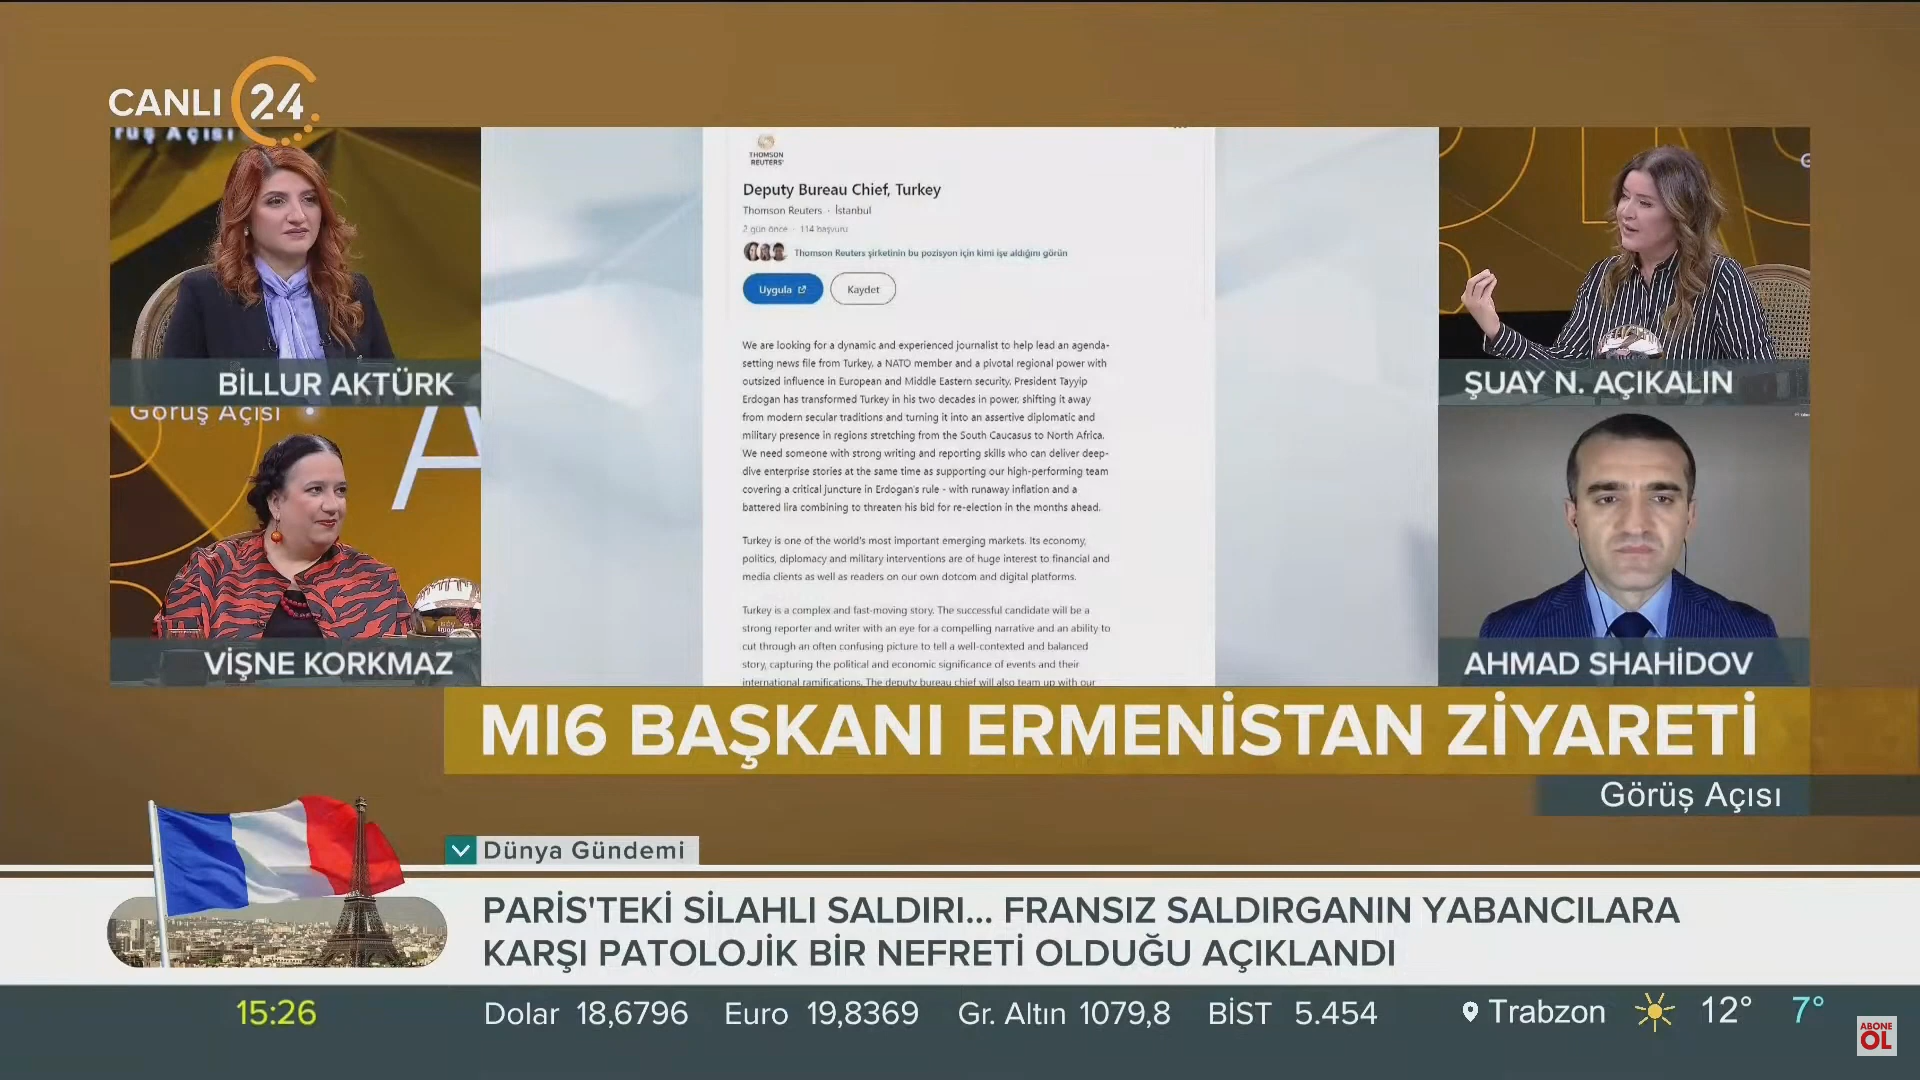 CANLI 24
rüş Açısı
BİLLUR AKTÜRK
Görüş Açısı
A
VİŞNE KORKMAZ
THOMSON
REUTERS
Deputy Bureau Chief, Turkey
Thomson Reuters · İstanbul
2 gün önce · 114 başvuru
Thomson Reuters şirketinin bu pozisyon için kimi işe aldığını görün
Uygula
Kaydet
We are looking for a dynamic and experienced journalist to help lead an agenda-
setting news file from Turkey, a NATO member and a pivotal regional power with
outsized influence in European and Middle Eastern security. President Tayyip
Erdogan has transformed Turkey in his two decades in power, shifting it away
from modern secular traditions and turning it into an assertive diplomatic and
military presence in regions stretching from the South Caucasus to North Africa.
We need someone with strong writing and reporting skills who can deliver deep-
dive enterprise stories at the same time as supporting our high-performing team
covering a critical juncture in Erdogan's rule - with runaway inflation and a
battered lira combining to threaten his bid for re-election in the months ahead.
Turkey is one of the world's most important emerging markets. Its economy,
politics, diplomacy and military interventions are of huge interest to financial and
media clients as well as readers on our own dotcom and digital platforms.
Turkey is a complex and fast-moving story. The successful candidate will be a
strong reporter and writer with an eye for a compelling narrative and an ability to
cut through an often confusing picture to tell a well-contexted and balanced
story, capturing the political and economic significance of events and their
international ramifications. The deputy bureau chief will also team up with our
ŞUAY N. AÇIKALIN
AHMAD SHAHİDOV
MI6 BAŞKANI ERMENİSTAN ZİYARETİ
Görüş Açısı
Dünya Gündemi
PARİS'TEKİ SİLAHLI SALDIRI... FRANSIZ SALDIRGANIN YABANCILARA
KARŞI PATOLOJİK BİR NEFRETİ OLDUĞU AÇIKLANDI
15:26 Dolar 18,6796 Euro 19,8369 Gr. Altın 1079,8 BİST 5.454 Trabzon 12° 7°
ABONE
OL